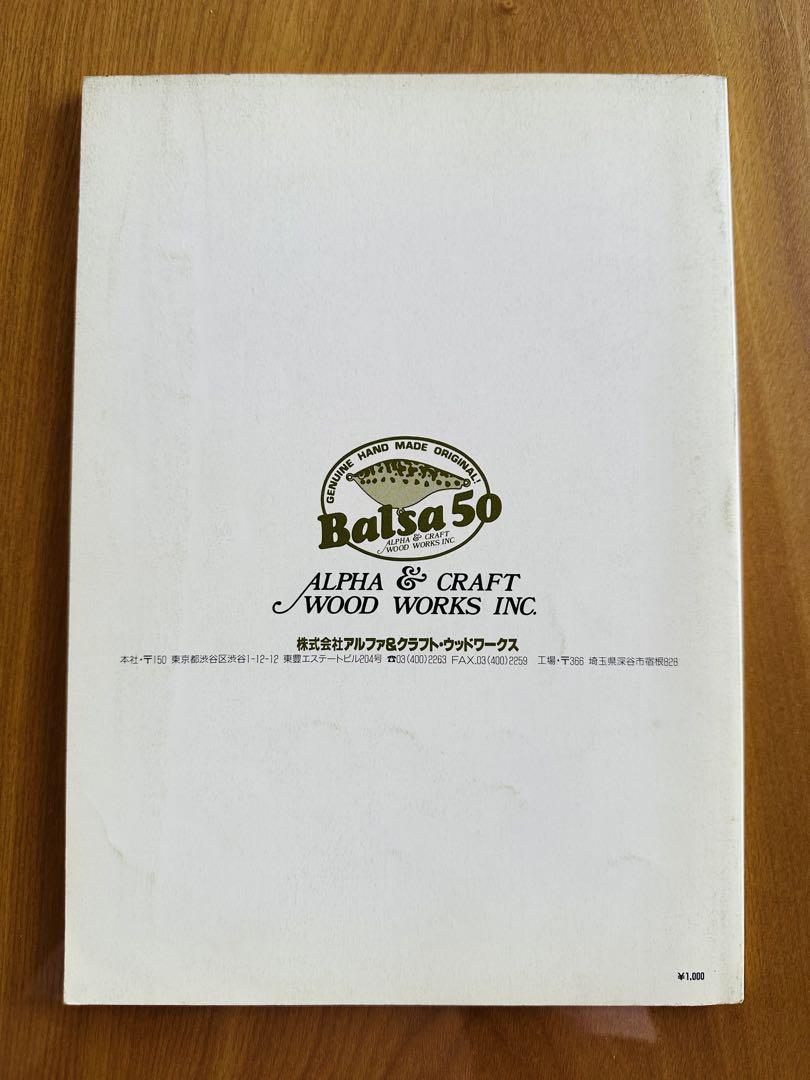 GENUINE HAND MADE ORIGINAL!
Balsa 50
ALPHA & CRAFT
WOOD WORKS INC.
ALPHA & CRAFT
WOOD WORKS INC.
株式会社アルファ&クラフト・ウッドワークス
本社・〒150 東京都渋谷区渋谷1-12-12 東豊エステートビル204号 ☎03(400)2263 FAX.03(400)2259 工場・〒366 埼玉県深谷市宿根828
¥1,000